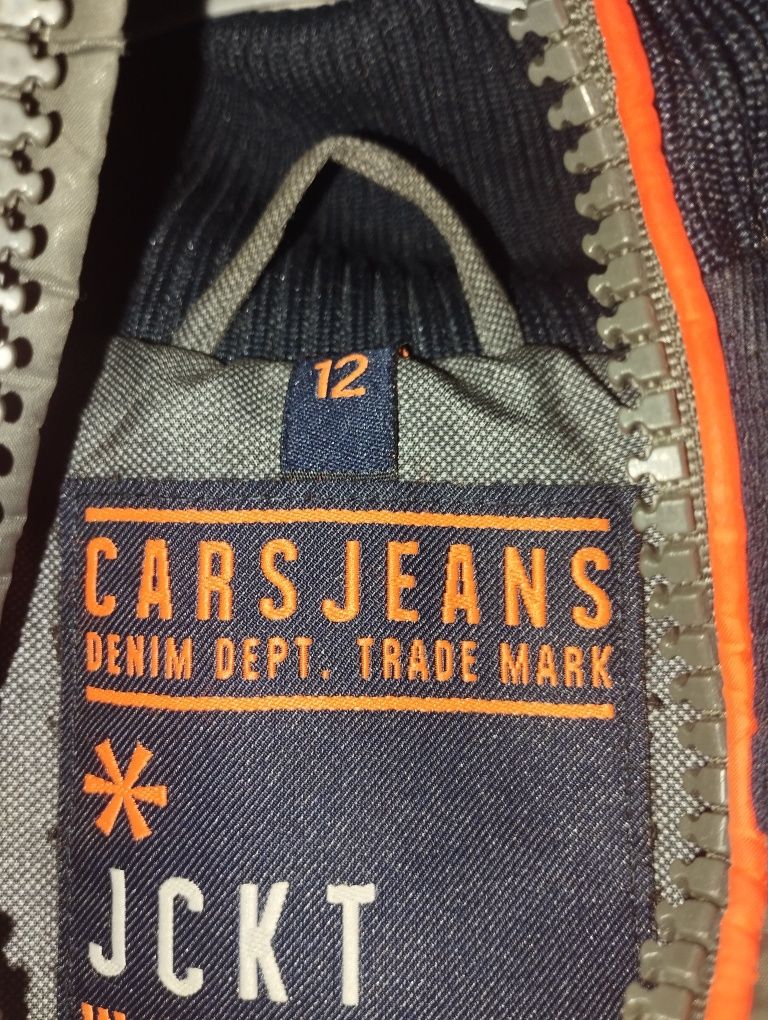 12
CARSJEANS
DENIM DEPT. TRADE MARK
*
JCKT